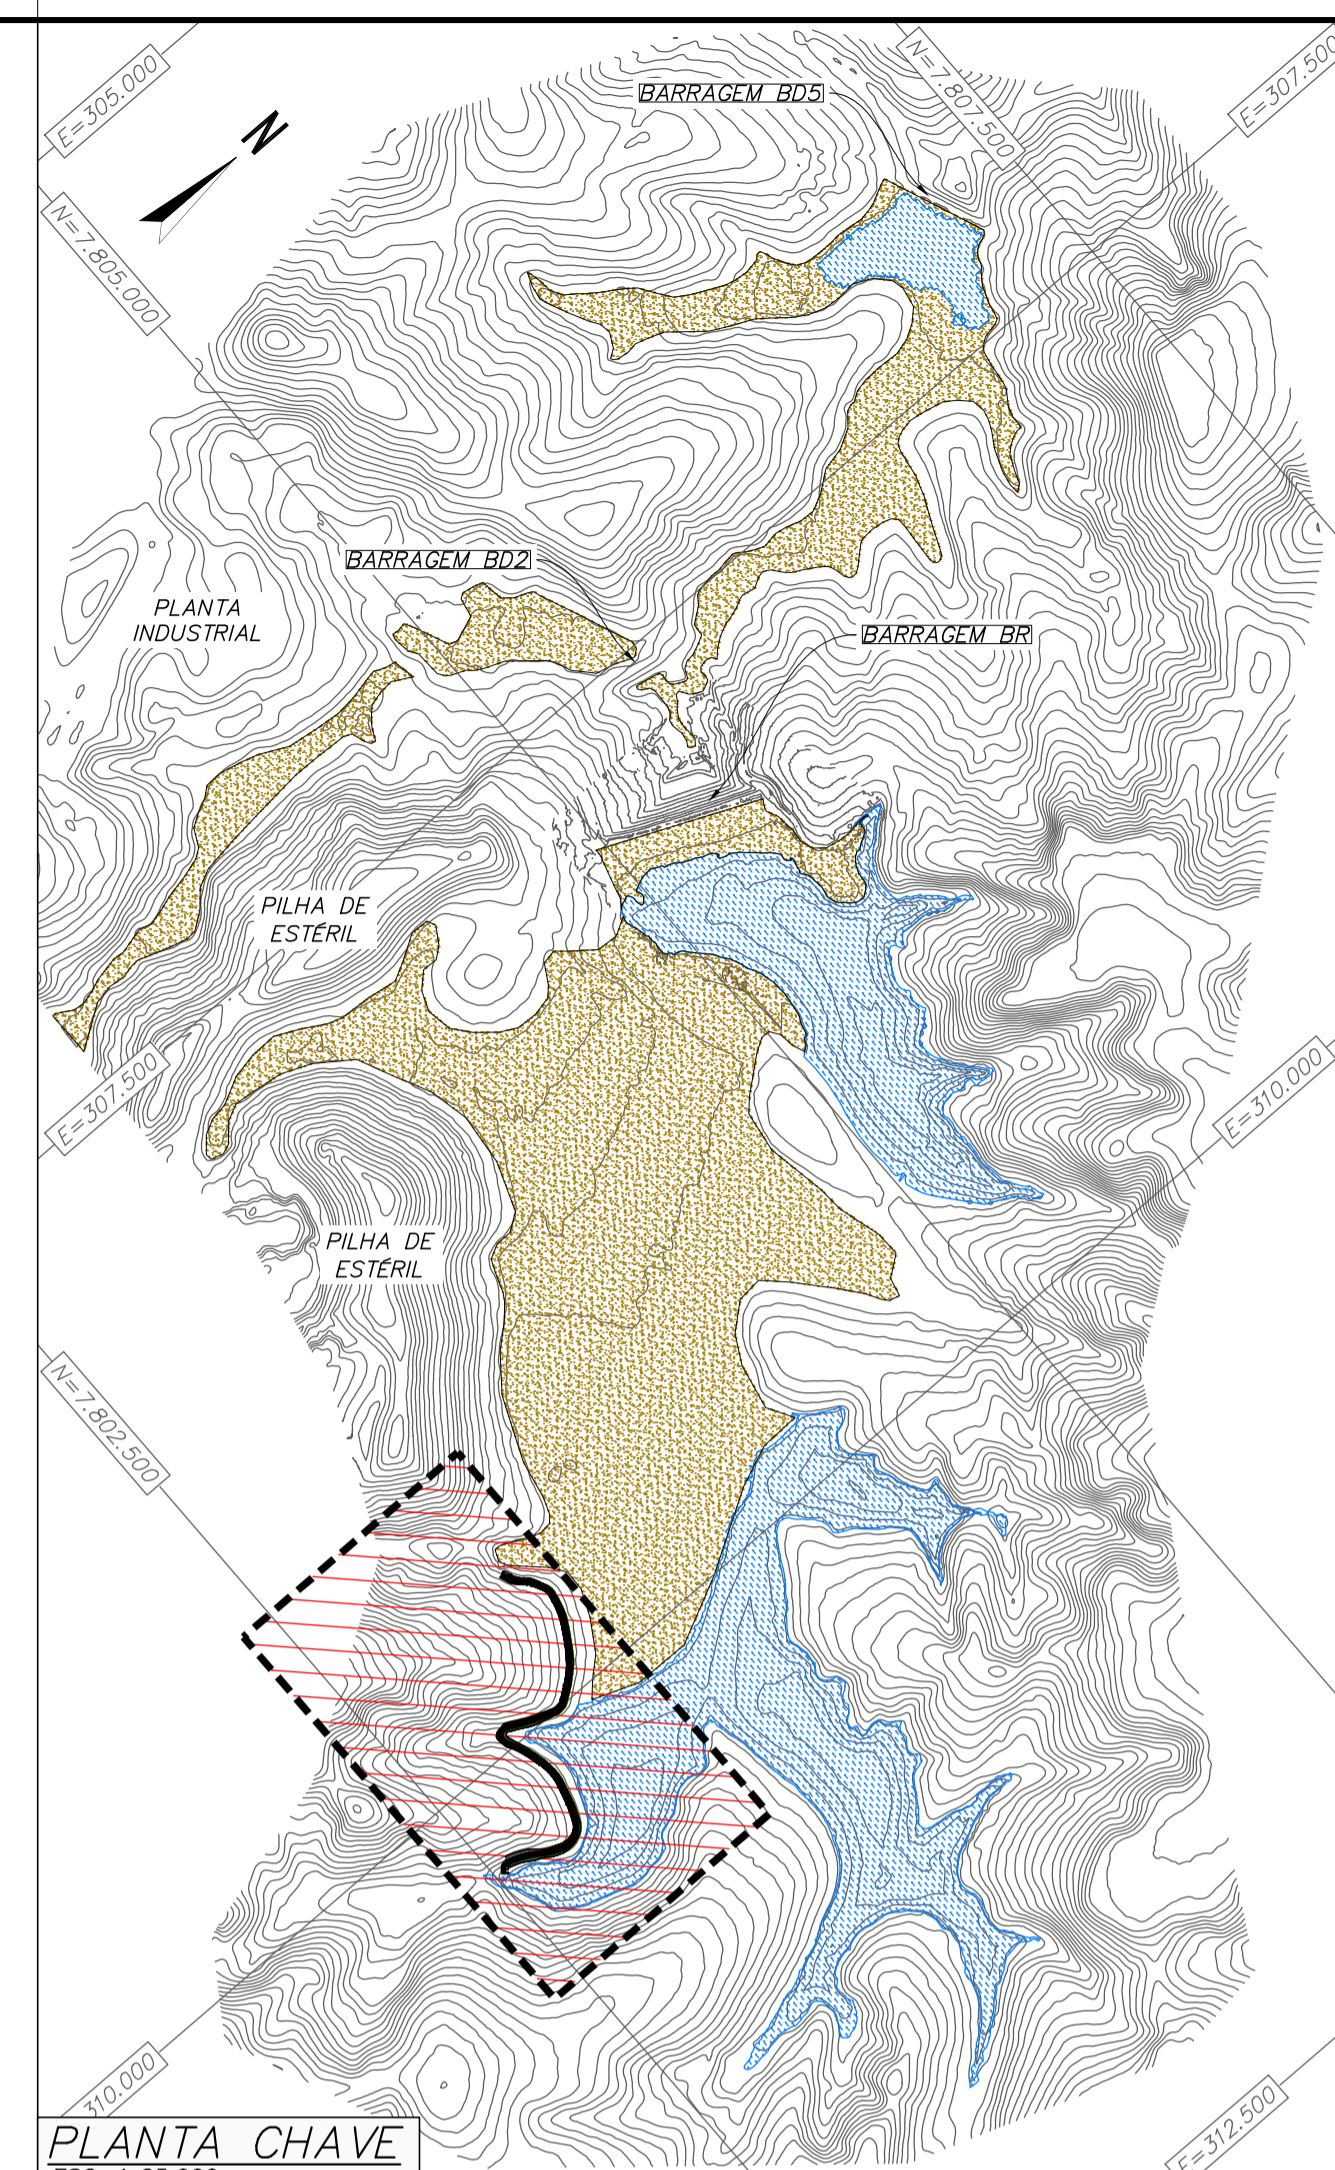 E=305.000
N=7.807.500
E=307.500
BARRAGEM BD5
N
N=7.805.000
BARRAGEM BD2
PLANTA
INDUSTRIAL
BARRAGEM BR
PILHA DE
ESTÉRIL
E=307.500
E=310.000
PILHA DE
ESTÉRIL
N=7.802.500
310.000
E=312.500
PLANTA CHAVE